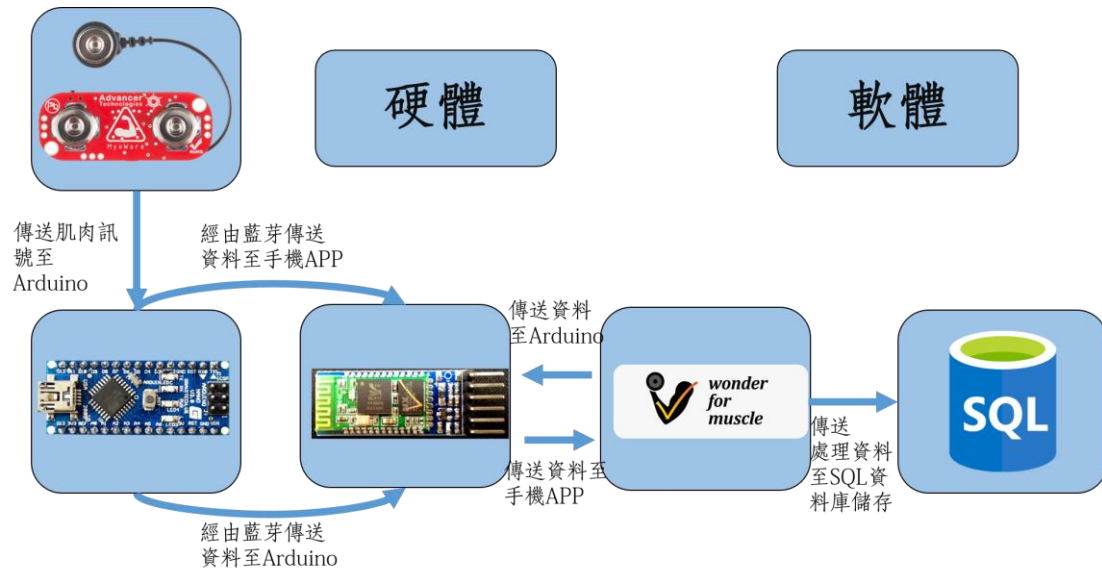 Advancer
Technologies
MyoWare
硬體
軟體
傳送肌肉訊
號至
Arduino
經由藍芽傳送
資料至手機APP
傳送資料
至Arduino
wonder
for
muscle
SQL
傳送資料至
手機APP
傳送
處理資料
至SQL資
料庫儲存
經由藍芽傳送
資料至Arduino